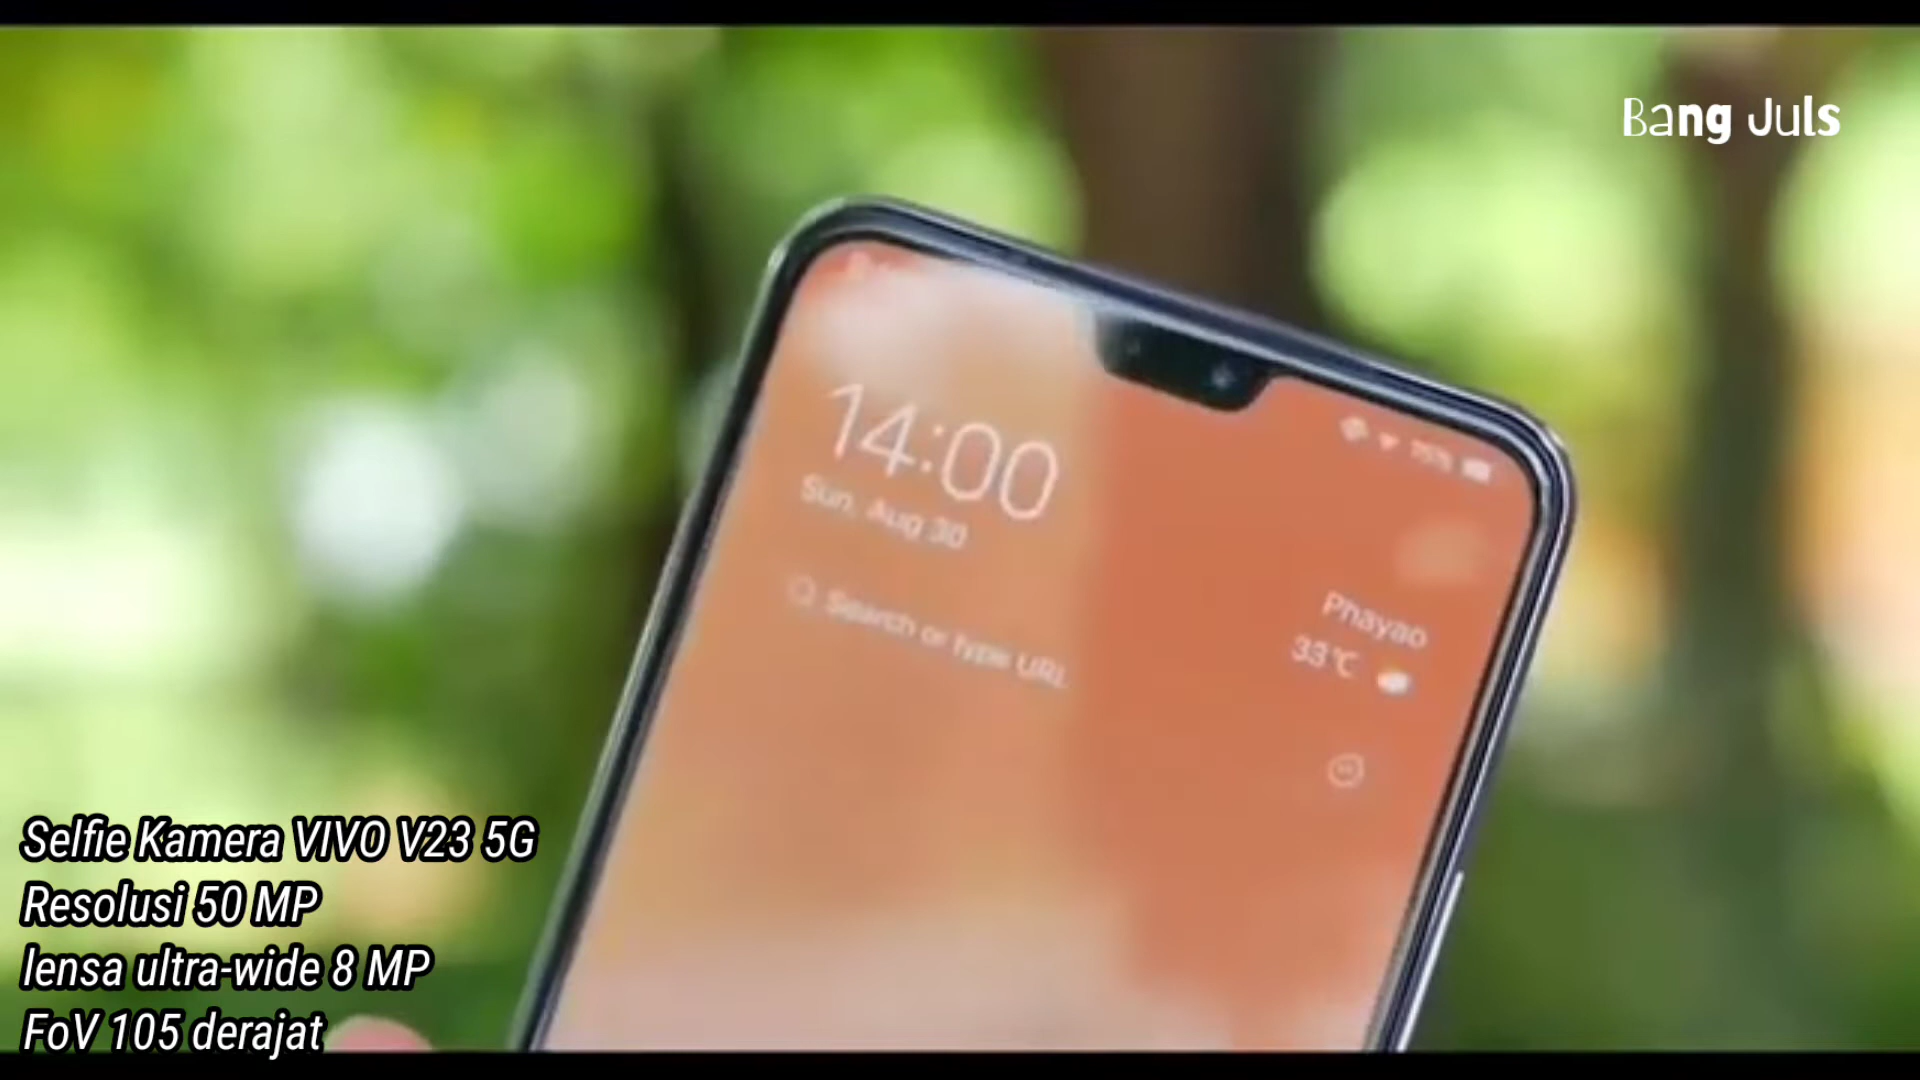 Bang Juls
14:00
Sun, Aug 30
Search or type URL
Phayao
33°C
Selfie Kamera VIVO V23 5G
Resolusi 50 MP
lensa ultra-wide 8 MP
FoV 105 derajat